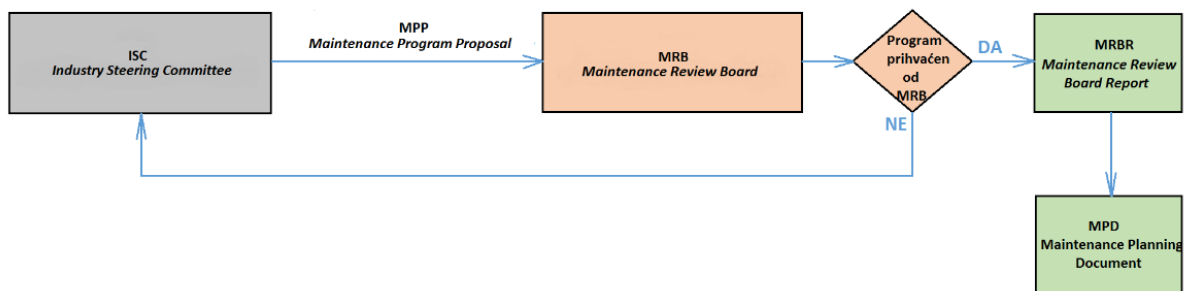 ISC
Industry Steering Committee
MPP
Maintenance Program Proposal
MRB
Maintenance Review Board
Program
prihvaćen
od
MRB
DA
NE
MRBR
Maintenance Review
Board Report
MPD
Maintenance Planning
Document